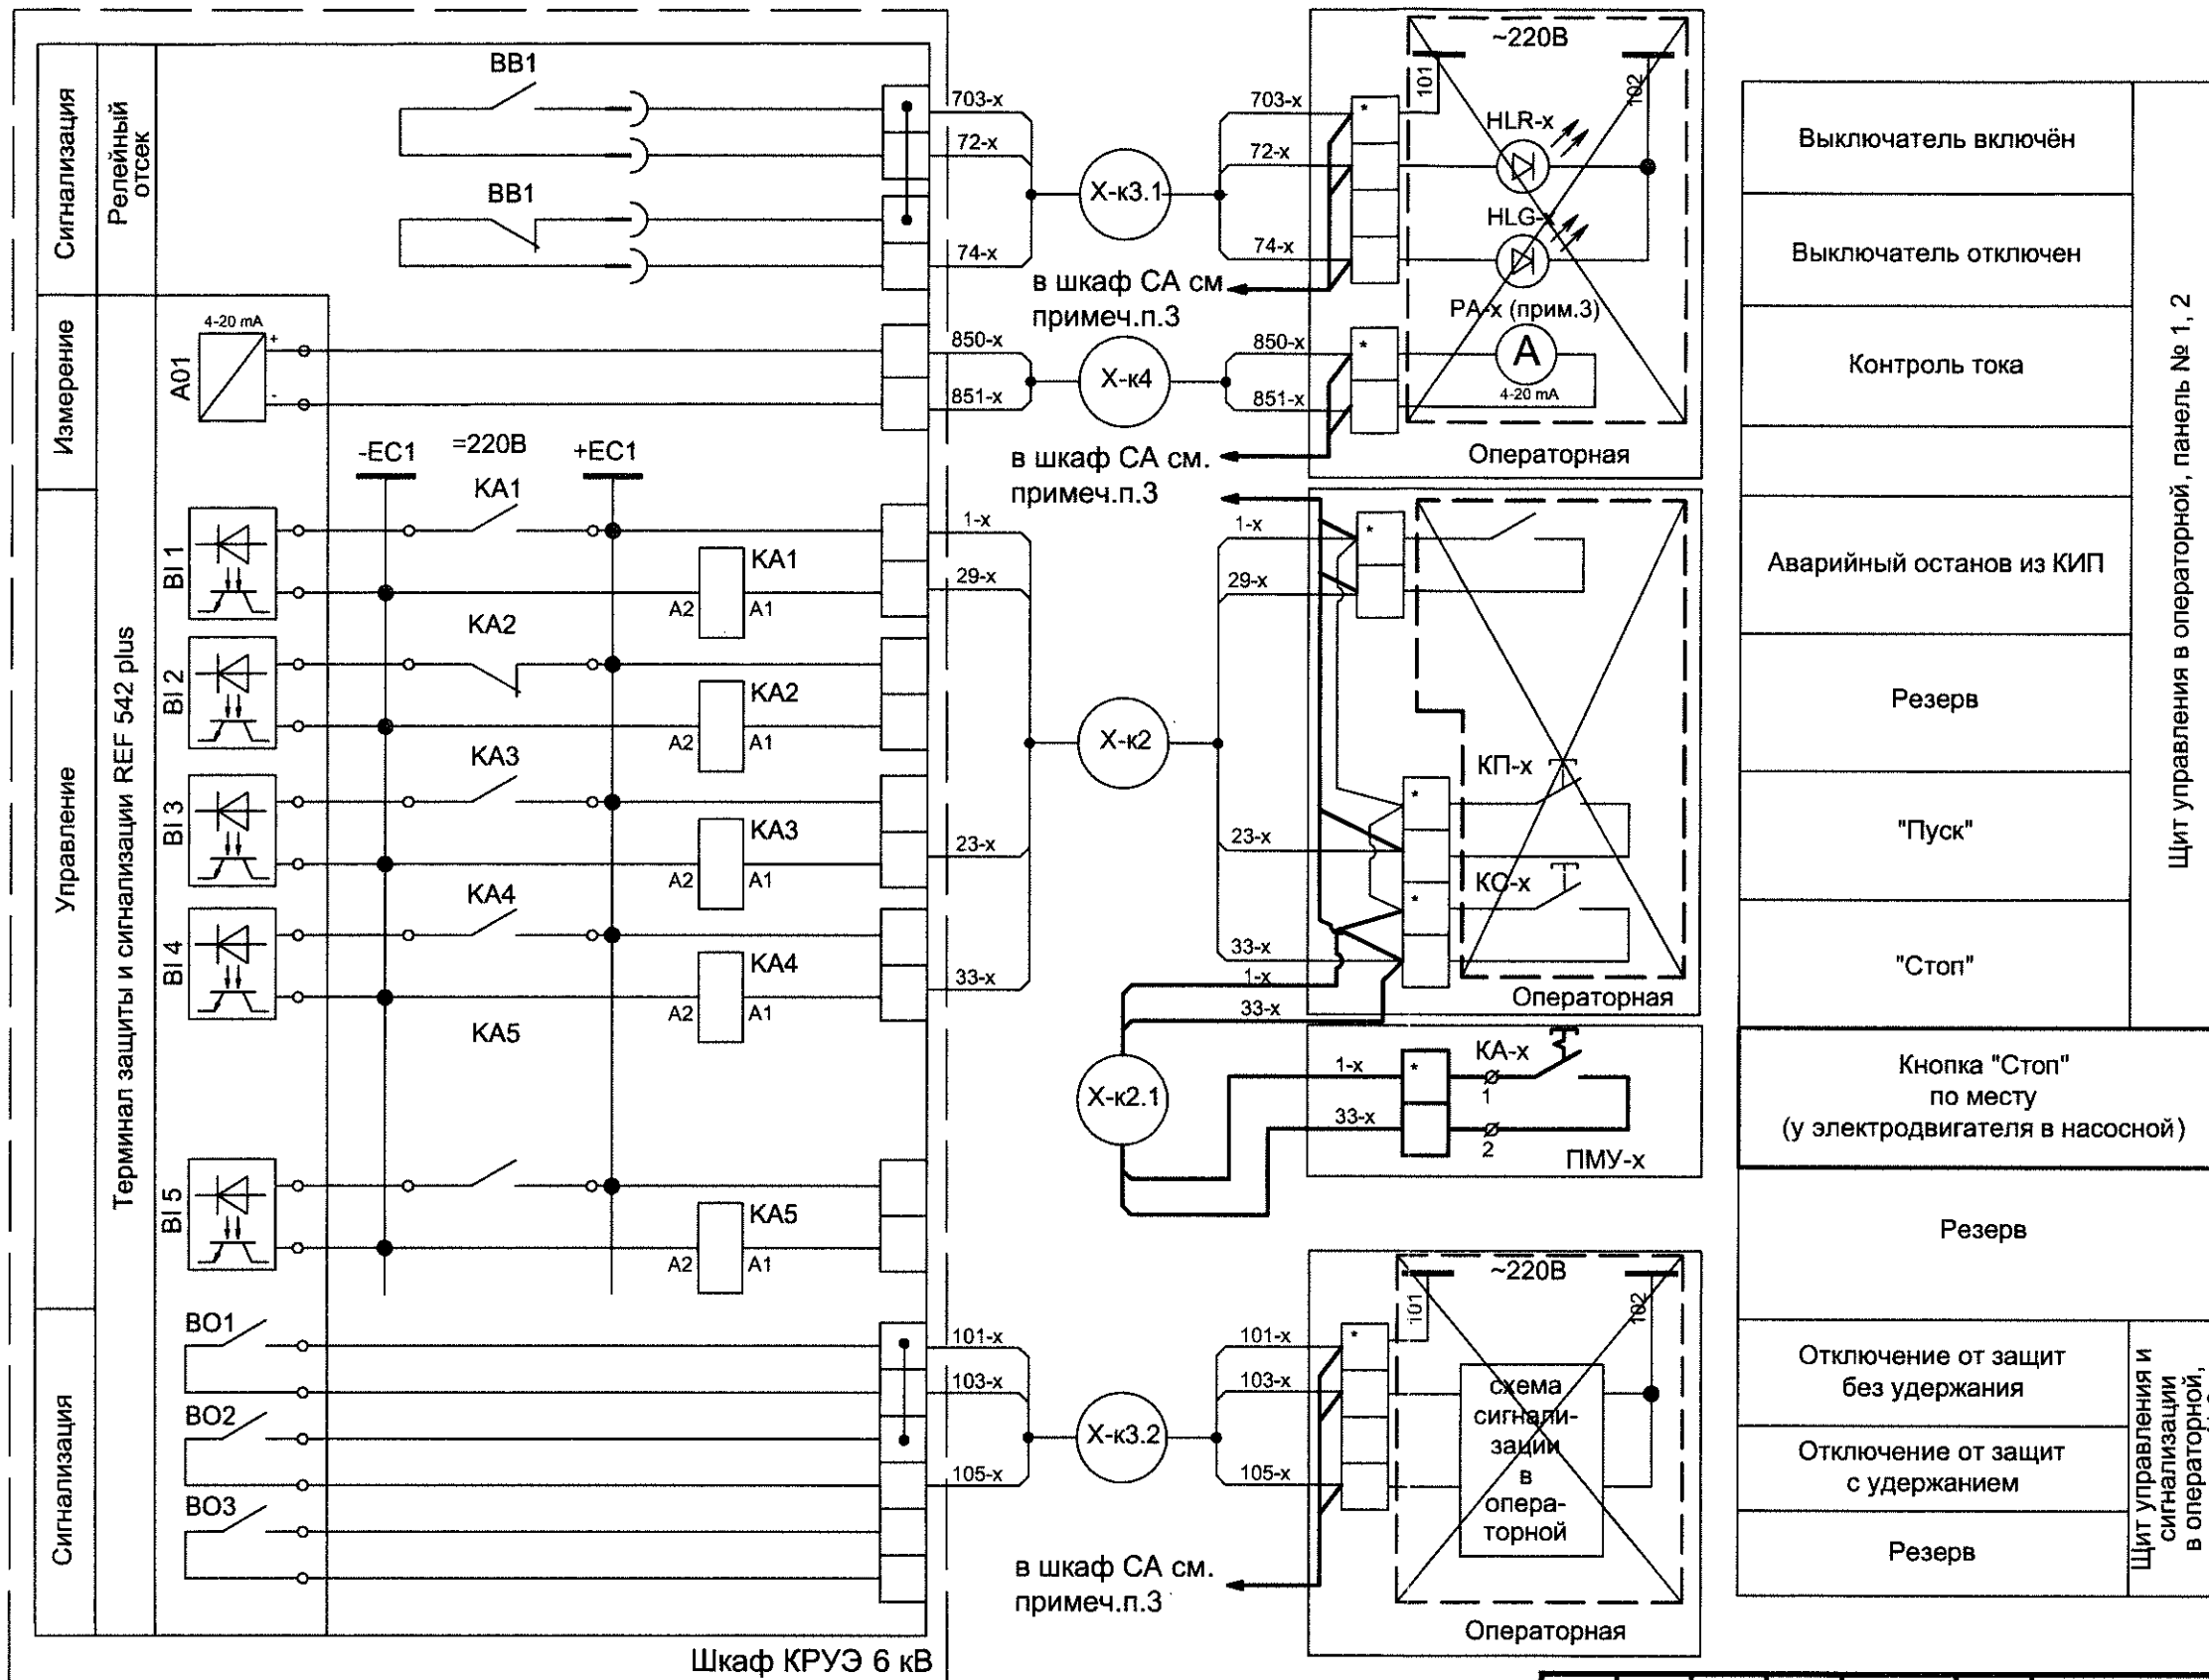 Сигнализация
Релейный
отсек
BB1
BB1
703-х
72-х
74-х
Х-к3.1
703-х
72-х
74-х
в шкаф СА см
примеч.п.3
~220В
101
102
*
HLR-х
HLG-х
PA-х (прим.3)
A
4-20 mA
Операторная
Выключатель включён
Выключатель отключен
Контроль тока
Щит управления в операторной, панель № 1, 2
Измерение
A01
4-20 mA
+
-
850-х
851-х
Х-к4
850-х
851-х
*
в шкаф СА см.
примеч.п.3
Управление
Терминал защиты и сигнализации REF 542 plus
-EC1
=220В
+EC1
BI 1
KA1
KA1
A2
A1
1-х
29-х
BI 2
KA2
KA2
A2
A1
BI 3
KA3
KA3
A2
A1
23-х
BI 4
KA4
KA4
A2
A1
33-х
KA5
BI 5
KA5
A2
A1
Х-к2
1-х
29-х
23-х
33-х
*
*
*
КП-х
КС-х
Операторная
Аварийный останов из КИП
Резерв
"Пуск"
"Стоп"
1-х
33-х
Х-к2.1
1-х
33-х
*
КА-х
1
2
ПМУ-х
Кнопка "Стоп"
по месту
(у электродвигателя в насосной)
Резерв
Сигнализация
BO1
BO2
BO3
101-х
103-х
105-х
Х-к3.2
101-х
103-х
105-х
*
~220В
101
102
схема
сигнали-
зации
в
опера-
торной
в шкаф СА см.
примеч.п.3
Операторная
Отключение от защит
без удержания
Отключение от защит
с удержанием
Резерв
Щит управления и
сигнализации
в операторной,
Шкаф КРУЭ 6 кВ